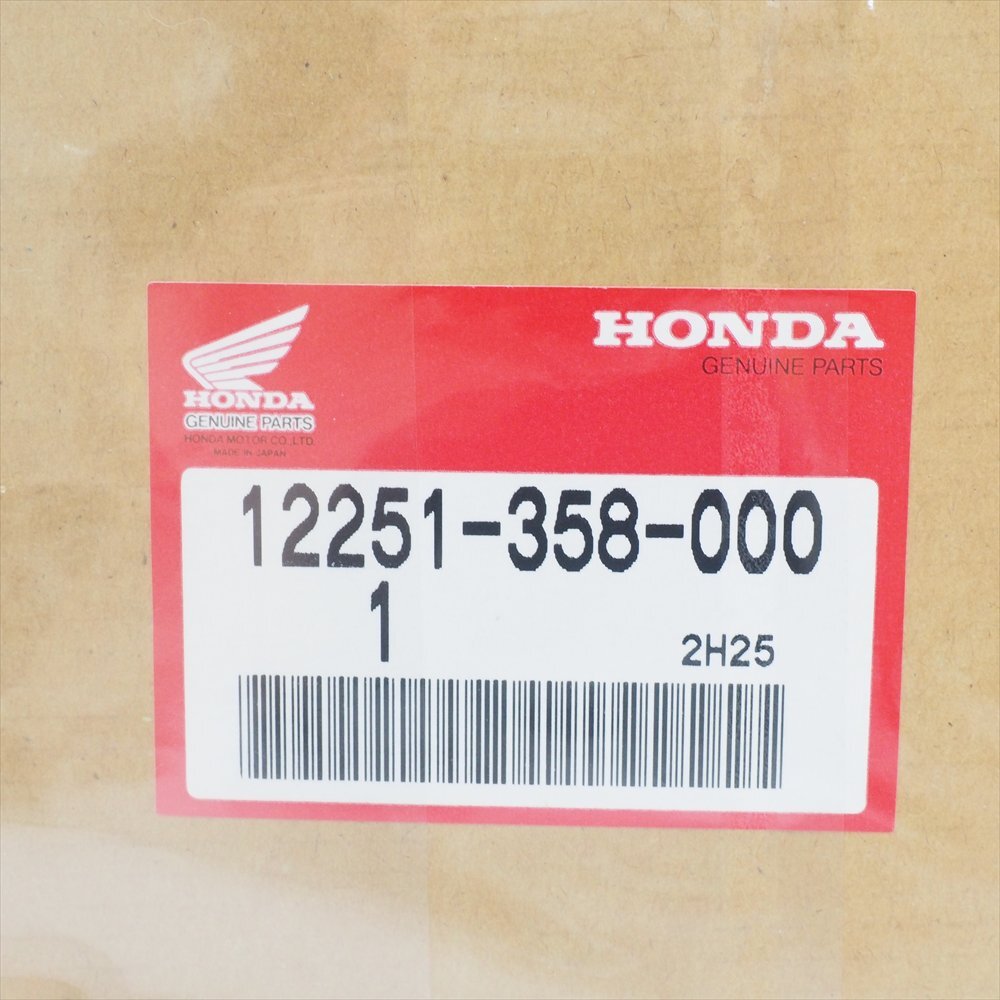 HONDA
GENUINE PARTS
HONDA
GENUINE PARTS
HONDA MOTOR CO.,LTD.
MADE IN JAPAN
12251-358-000
1
2H25